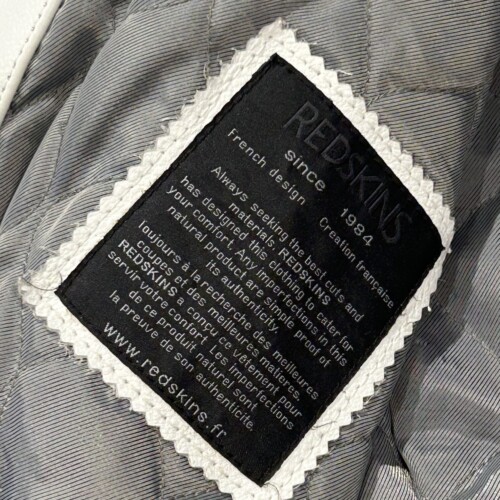 REDSKINS
since 1984
French design Création française
Always seeking the best cuts and
materials. REDSKINS
has designed this clothing to cater for
your comfort. Any imperfections in this
natural product are simple proof of
its authenticity.
Toujours à la recherche des meilleures
coupes et des meilleures matières.
REDSKINS a conçu ce vêtement pour
servir votre confort. Les imperfections
de ce produit naturel sont
la preuve de son authenticité.
www.redskins.fr